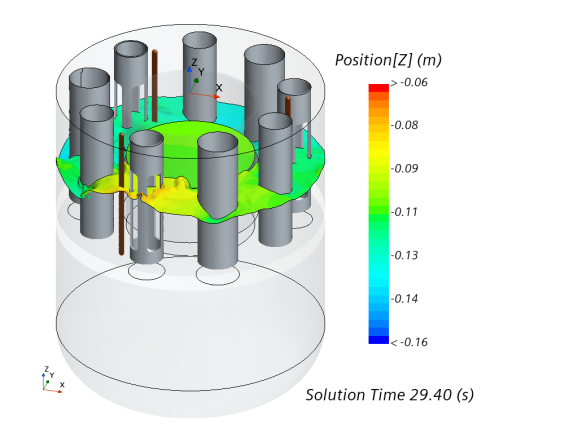 Position[Z] (m)
> -0.06
-0.08
-0.09
-0.11
-0.13
-0.14
< -0.16
Z
Y
X
Z
Y
X
Solution Time 29.40 (s)